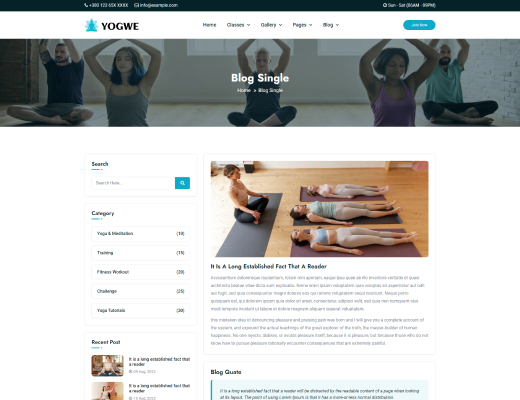 +380 123 65X XXXX info@example.com Sun - Sat (08AM - 09PM)
YOGWE Home Classes Gallery Pages Blog Join Now
Blog Single
Home » Blog Single
Search
Search Here...
Category
Yoga & Meditation (10)
Training (15)
Fitness Workout (20)
Challenge (25)
Yoga Tutorials (30)
Recent Post
It is a long established fact that a reader
09 Aug, 2022
It is a long established fact that a reader
It Is A Long Established Fact That A Reader
Accusantium doloremque laudantium, totam rem aperiam, eaque ipsa quae ab illo inventore veritatis et quasi
architecto beatae vitae dicta sunt explicabo. Nemo enim ipsam voluptatem quia voluptas sit aspernatur aut odit
aut fugit, sed quia consequuntur magni dolores eos qui ratione voluptatem sequi nesciunt. Neque porro
quisquam est, qui dolorem ipsum quia dolor sit amet, consectetur, adipisci velit, sed quia non numquam eius
modi tempora incidunt ut labore et dolore magnam aliquam quaerat voluptatem.
this mistaken idea of denouncing pleasure and praising pain was born and I will give you a complete account of
the system, and expound the actual teachings of the great explorer of the truth, the master-builder of human
happiness. No one rejects, dislikes, or avoids pleasure itself, because it is pleasure, but because those who do not
know how to pursue pleasure rationally encounter consequences that are extremely painful.
Blog Quote
It is a long established fact that a reader will be distracted by the readable content of a page when looking
at its layout. The point of using Lorem Ipsum is that it has a more-or-less normal distribution.